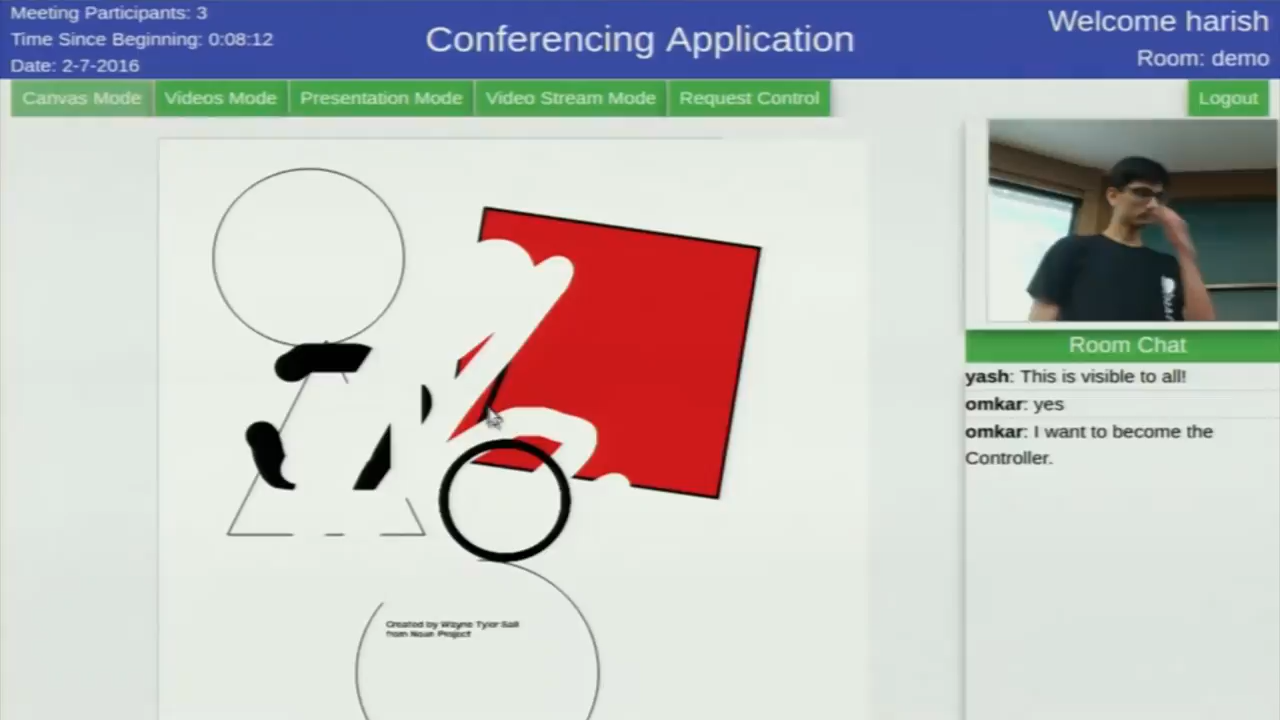 Meeting Participants: 3
Time Since Beginning: 0:08:12
Date: 2-7-2016
Conferencing Application
Welcome harish
Room: demo
Canvas Mode
Videos Mode
Presentation Mode
Video Stream Mode
Request Control
Logout
Room Chat
yash: This is visible to all!
omkar: yes
omkar: I want to become the
Controller.
Created by Wayne Tyler Sall
from Noun Project